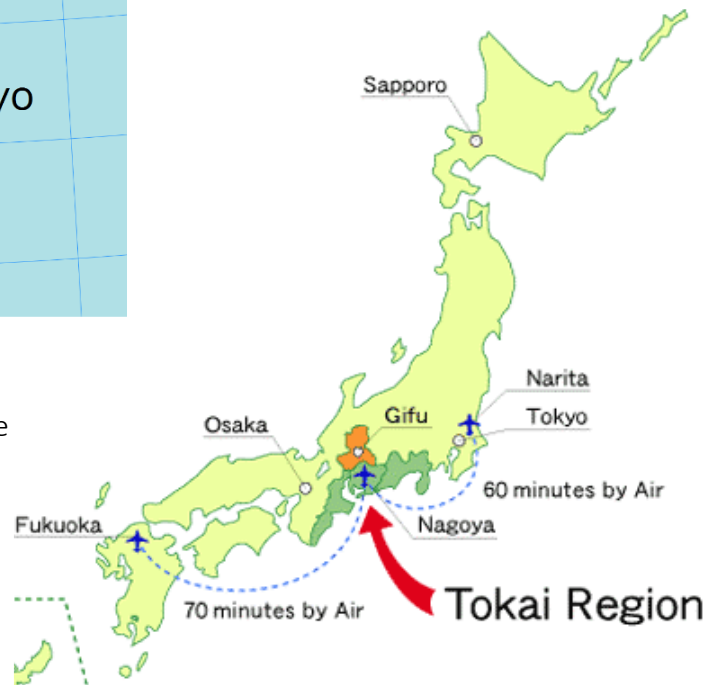 yo
Sapporo
Narita
Tokyo
Gifu
Osaka
e
60 minutes by Air
Fukuoka
Nagoya
70 minutes by Air
Tokai Region